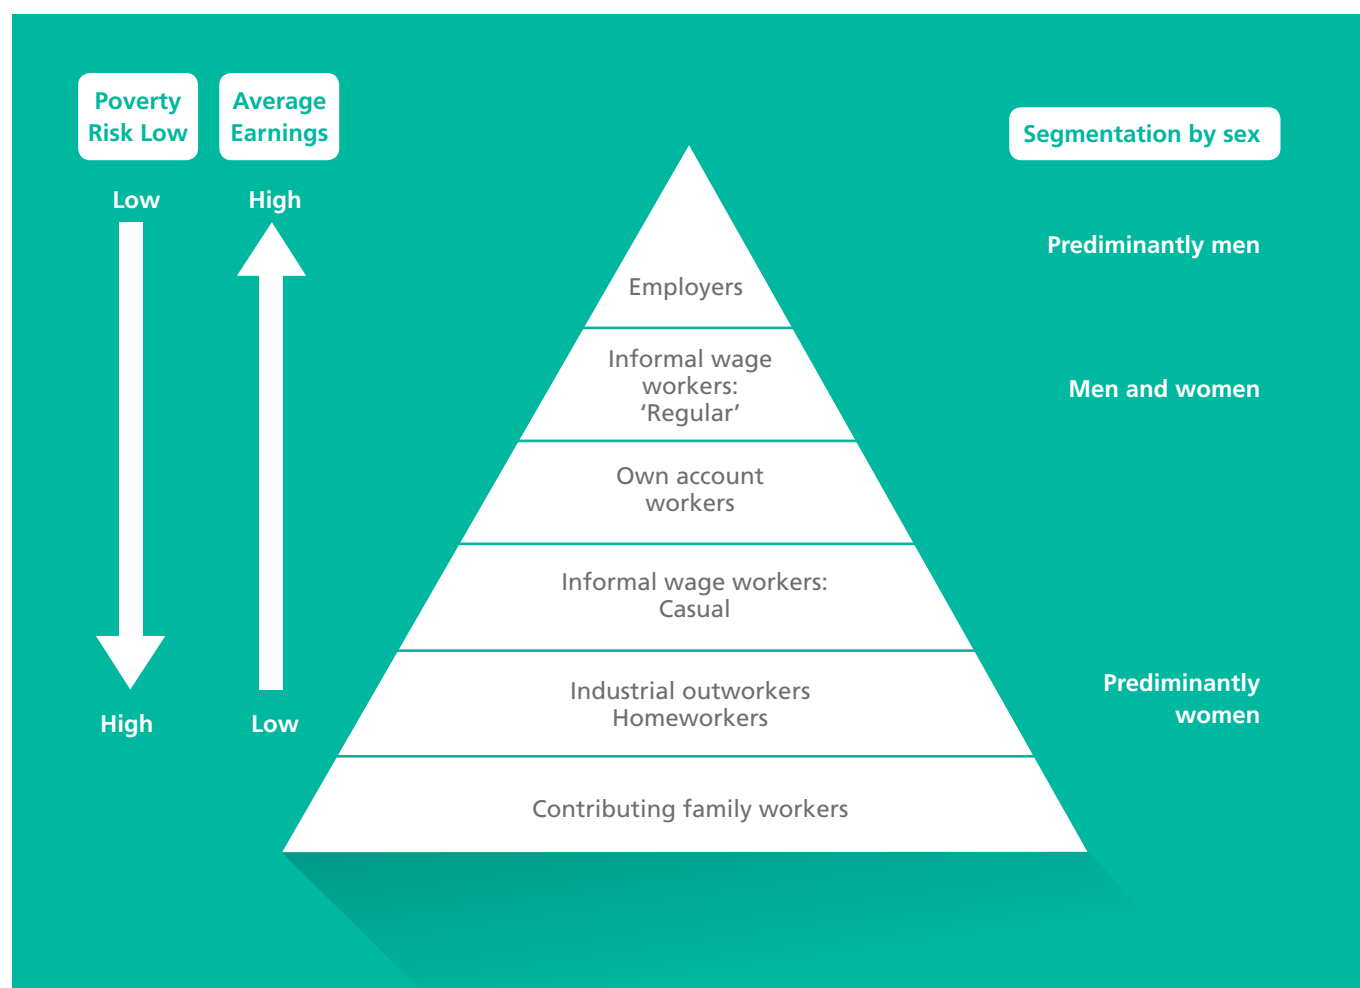 Poverty
Risk Low
Average
Earnings
Segmentation by sex
Low
High
Prediminantly men
Employers
Informal wage
workers:
‘Regular’
Men and women
Own account
workers
Informal wage workers:
Casual
Industrial outworkers
Homeworkers
Prediminantly
women
High
Low
Contributing family workers